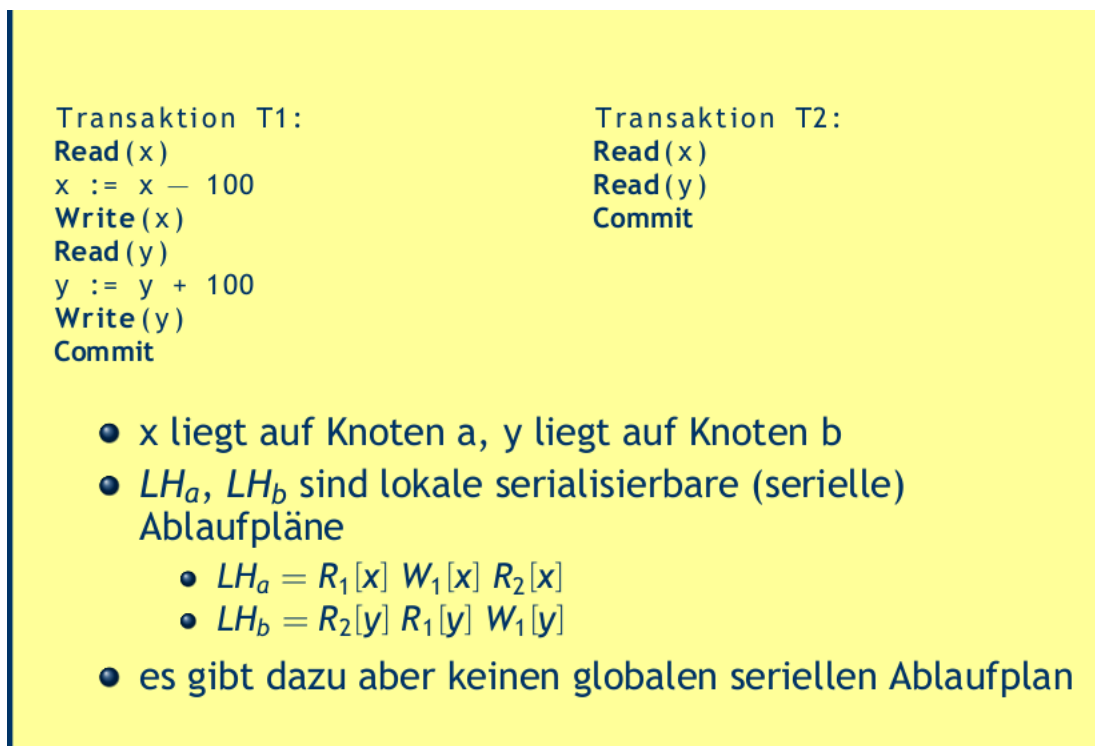 Transaktion T1:
Read(x)
x := x − 100
Write(x)
Read(y)
y := y + 100
Write(y)
Commit
Transaktion T2:
Read(x)
Read(y)
Commit
x liegt auf Knoten a, y liegt auf Knoten b
LHa, LHb sind lokale serialisierbare (serielle)
Ablaufpläne
LHa = R1[x] W1[x] R2[x]
LHb = R2[y] R1[y] W1[y]
es gibt dazu aber keinen globalen seriellen Ablaufplan